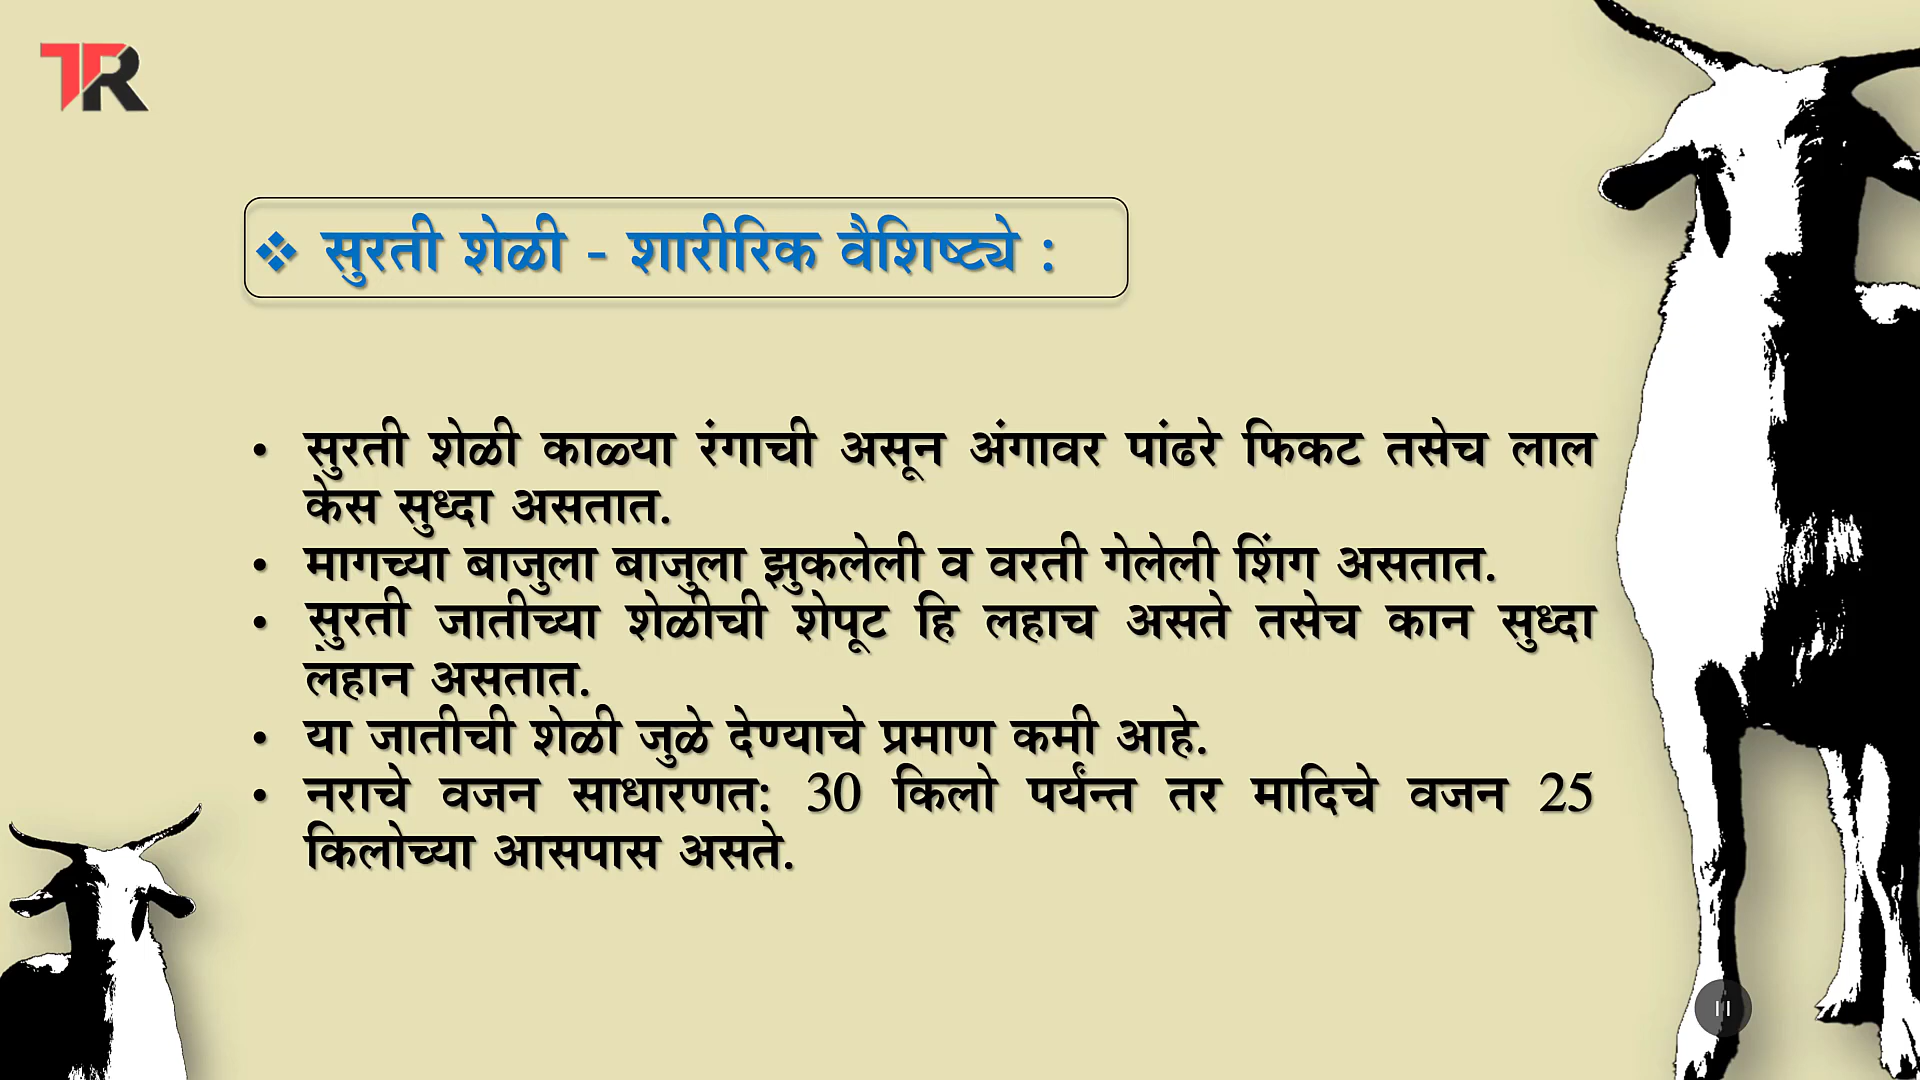 TR
❖ सुरती शेळी - शारीरिक वैशिष्ट्ये :
• सुरती शेळी काळ्या रंगाची असून अंगावर पांढरे फिकट तसेच लाल
केस सुध्दा असतात.
• मागच्या बाजुला बाजुला झुकलेली व वरती गेलेली शिंग असतात.
• सुरती जातीच्या शेळीची शेपूट हि लहाच असते तसेच कान सुध्दा
लहान असतात.
• या जातीची शेळी जुळे देण्याचे प्रमाण कमी आहे.
• नराचे वजन साधारणत: 30 किलो पर्यंन्त तर मादिचे वजन 25
किलोच्या आसपास असते.